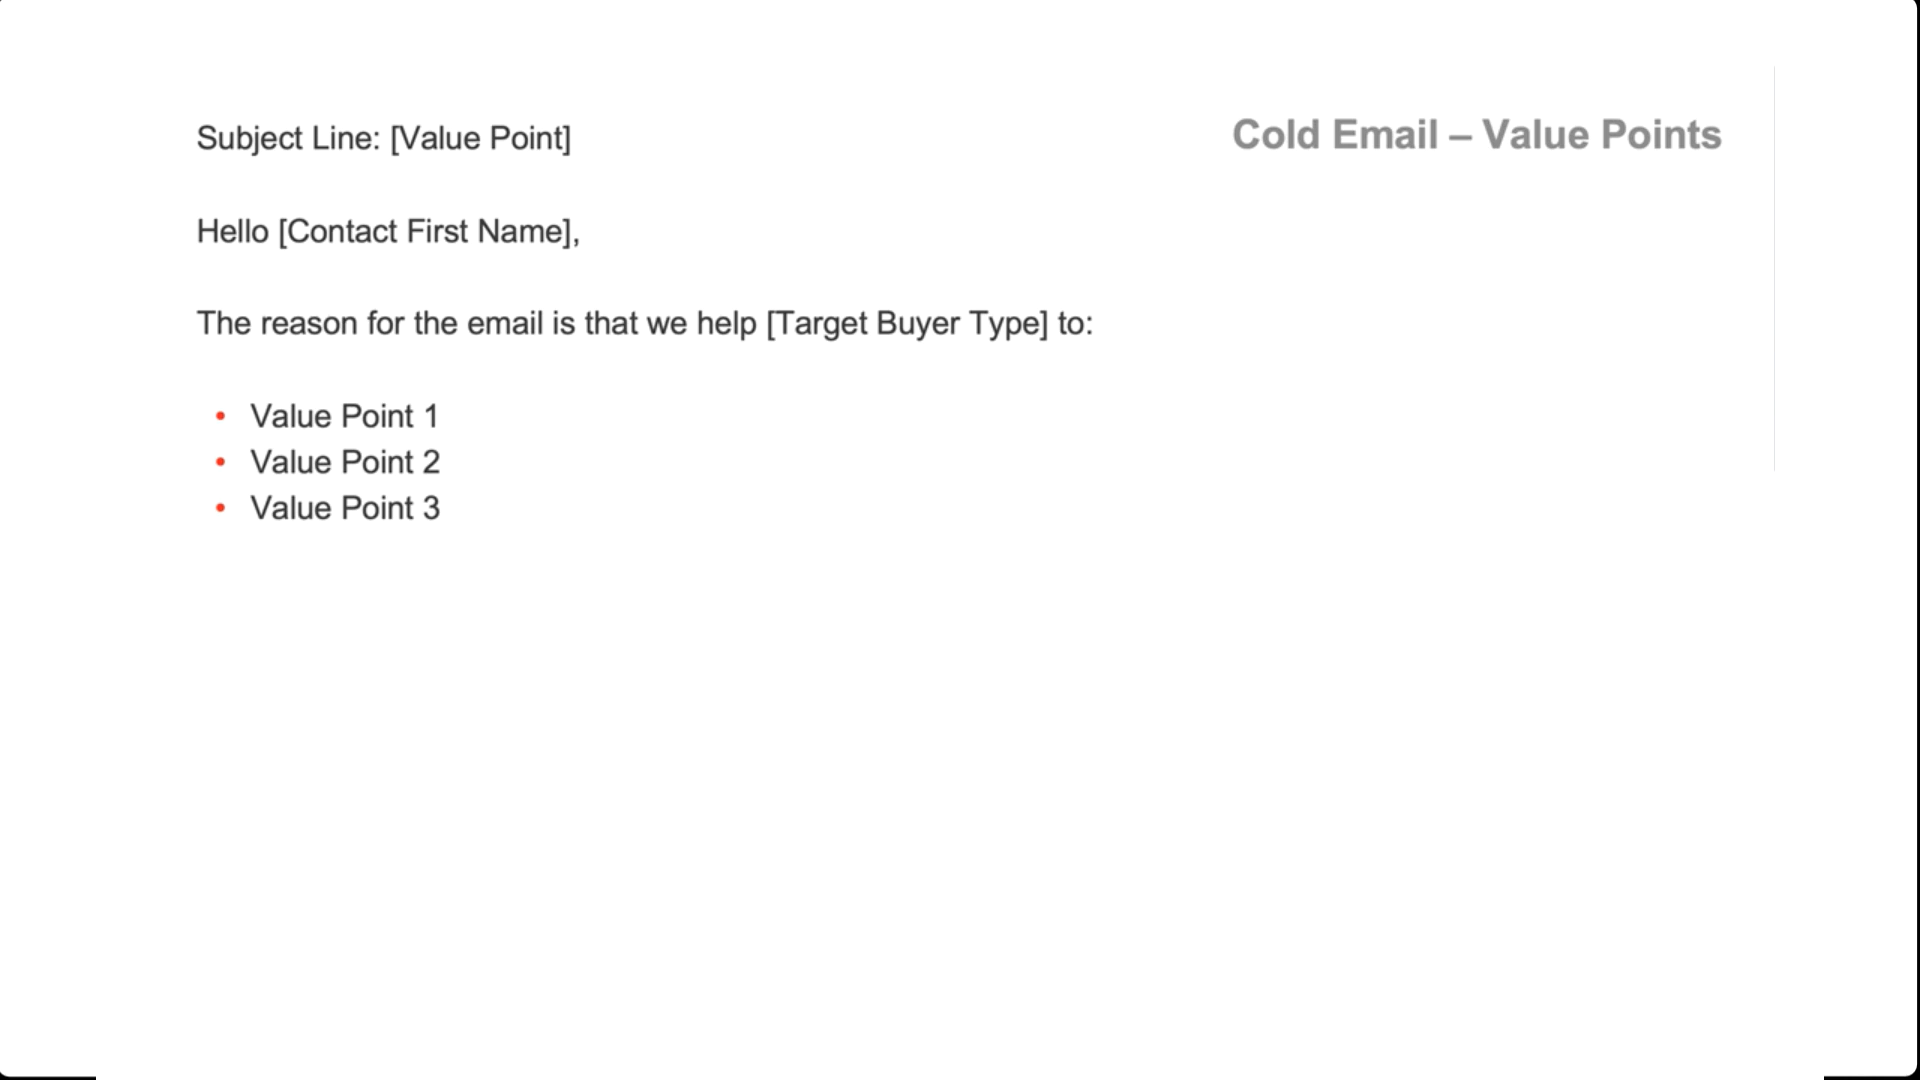 Subject Line: [Value Point]
Cold Email – Value Points
Hello [Contact First Name],
The reason for the email is that we help [Target Buyer Type] to:
• Value Point 1
• Value Point 2
• Value Point 3